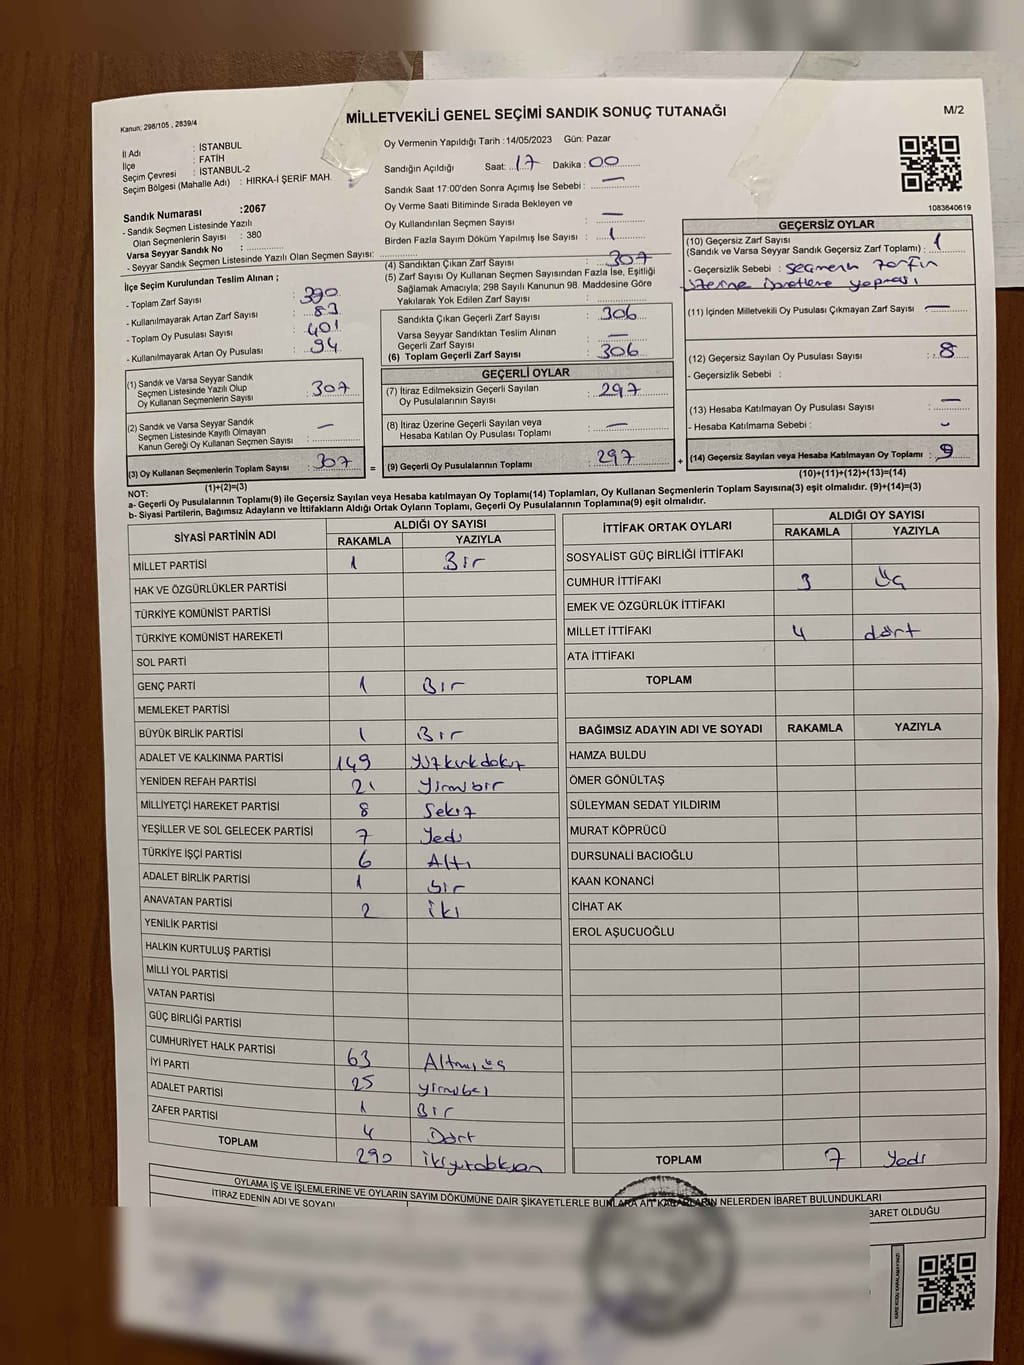 Kanun; 298/105 , 2839/4
MİLLETVEKİLİ GENEL SEÇİMİ SANDIK SONUÇ TUTANAĞI
M/2
İl Adı : İSTANBUL
İlçe : FATİH
Seçim Çevresi : İSTANBUL-2
Seçim Bölgesi (Mahalle Adı) : HIRKA-İ ŞERİF MAH.
Sandık Numarası :2067
- Sandık Seçmen Listesinde Yazılı
Olan Seçmenlerin Sayısı : 380
Varsa Seyyar Sandık No :
- Seyyar Sandık Seçmen Listesinde Yazılı Olan Seçmen Sayısı:
İlçe Seçim Kurulundan Teslim Alınan ;
- Toplam Zarf Sayısı : 390
- Kullanılmayarak Artan Zarf Sayısı : 83
- Toplam Oy Pusulası Sayısı : 401
- Kullanılmayarak Artan Oy Pusulası : 94
(1) Sandık ve Varsa Seyyar Sandık
Seçmen Listesinde Yazılı Olup
Oy Kullanan Seçmenlerin Sayısı : 307
(2) Sandık ve Varsa Seyyar Sandık
Seçmen Listesinde Kayıtlı Olmayan
Kanun Gereği Oy Kullanan Seçmen Sayısı : —
(3) Oy Kullanan Seçmenlerin Toplam Sayısı : 307
(1)+(2)=(3)
Oy Vermenin Yapıldığı Tarih :14/05/2023 Gün: Pazar
Sandığın Açıldığı Saat: 17 Dakika : 00
Sandık Saat 17:00'den Sonra Açımış İse Sebebi : —
Oy Verme Saati Bitiminde Sırada Bekleyen ve
Oy Kullandırılan Seçmen Sayısı : —
Birden Fazla Sayım Döküm Yapılmış İse Sayısı : 1
(4) Sandıktan Çıkan Zarf Sayısı : 307
(5) Zarf Sayısı Oy Kullanan Seçmen Sayısından Fazla İse, Eşitliği
Sağlamak Amacıyla; 298 Sayılı Kanunun 98. Maddesine Göre
Yakılarak Yok Edilen Zarf Sayısı :
Sandıkta Çıkan Geçerli Zarf Sayısı : 306
Varsa Seyyar Sandıktan Teslim Alınan
Geçerli Zarf Sayısı : —
(6) Toplam Geçerli Zarf Sayısı : 306
GEÇERLİ OYLAR
(7) İtiraz Edilmeksizin Geçerli Sayılan
Oy Pusulalarının Sayısı : 297
(8) İtiraz Üzerine Geçerli Sayılan veya
Hesaba Katılan Oy Pusulası Toplamı : —
= (9) Geçerli Oy Pusulalarının Toplamı : 297 +
1083640619
GEÇERSİZ OYLAR
(10) Geçersiz Zarf Sayısı
(Sandık ve Varsa Seyyar Sandık Geçersiz Zarf Toplamı) : 1
- Geçersizlik Sebebi : seçmenin zarfın
üzerine işaretleme yapması
(11) İçinden Milletvekili Oy Pusulası Çıkmayan Zarf Sayısı : —
(12) Geçersiz Sayılan Oy Pusulası Sayısı : 8
- Geçersizlik Sebebi :
(13) Hesaba Katılmayan Oy Pusulası Sayısı : —
- Hesaba Katılmama Sebebi :
(14) Geçersiz Sayılan veya Hesaba Katılmayan Oy Toplamı : 9
(10)+(11)+(12)+(13)=(14)
NOT:
a- Geçerli Oy Pusulalarının Toplamı(9) ile Geçersiz Sayılan veya Hesaba katılmayan Oy Toplamı(14) Toplamları, Oy Kullanan Seçmenlerin Toplam Sayısına(3) eşit olmalıdır. (9)+(14)=(3)
b- Siyasi Partilerin, Bağımsız Adayların ve İttifakların Aldığı Ortak Oyların Toplamı, Geçerli Oy Pusulalarının Toplamına(9) eşit olmalıdır.
SİYASİ PARTİNİN ADI
ALDIĞI OY SAYISI
RAKAMLA YAZIYLA
MİLLET PARTİSİ 1 Bir
HAK VE ÖZGÜRLÜKLER PARTİSİ
TÜRKİYE KOMÜNİST PARTİSİ
TÜRKİYE KOMÜNİST HAREKETİ
SOL PARTİ
GENÇ PARTİ 1 Bir
MEMLEKET PARTİSİ
BÜYÜK BİRLİK PARTİSİ 1 Bir
ADALET VE KALKINMA PARTİSİ 149 yüzkırkdokuz
YENİDEN REFAH PARTİSİ 21 yirmibir
MİLLİYETÇİ HAREKET PARTİSİ 8 Sekiz
YEŞİLLER VE SOL GELECEK PARTİSİ 7 Yedi
TÜRKİYE İŞÇİ PARTİSİ 6 Altı
ADALET BİRLİK PARTİSİ 1 bir
ANAVATAN PARTİSİ 2 iki
YENİLİK PARTİSİ
HALKIN KURTULUŞ PARTİSİ
MİLLİ YOL PARTİSİ
VATAN PARTİSİ
GÜÇ BİRLİĞİ PARTİSİ
CUMHURİYET HALK PARTİSİ 63
İYİ PARTİ 25
ADALET PARTİSİ 1 Bir
ZAFER PARTİSİ 4 Dört
TOPLAM 290
İTTİFAK ORTAK OYLARI
ALDIĞI OY SAYISI
RAKAMLA YAZIYLA
SOSYALİST GÜÇ BİRLİĞİ İTTİFAKI
CUMHUR İTTİFAKI 3 üç
EMEK VE ÖZGÜRLÜK İTTİFAKI
MİLLET İTTİFAKI 4 dört
ATA İTTİFAKI
TOPLAM
BAĞIMSIZ ADAYIN ADI VE SOYADI RAKAMLA YAZIYLA
HAMZA BULDU
ÖMER GÖNÜLTAŞ
SÜLEYMAN SEDAT YILDIRIM
MURAT KÖPRÜCÜ
DURSUNALİ BACIOĞLU
KAAN KONANCİ
CİHAT AK
EROL AŞUCUOĞLU
TOPLAM 7 Yedi
OYLAMA İŞ VE İŞLEMLERİNE VE OYLARIN SAYIM DÖKÜMÜNE DAİR ŞİKAYETLERLE BUNLARA AİT KARARLARIN NELERDEN İBARET BULUNDUKLARI
İTİRAZ EDENİN ADI VE SOYADI
BARET OLDUĞU